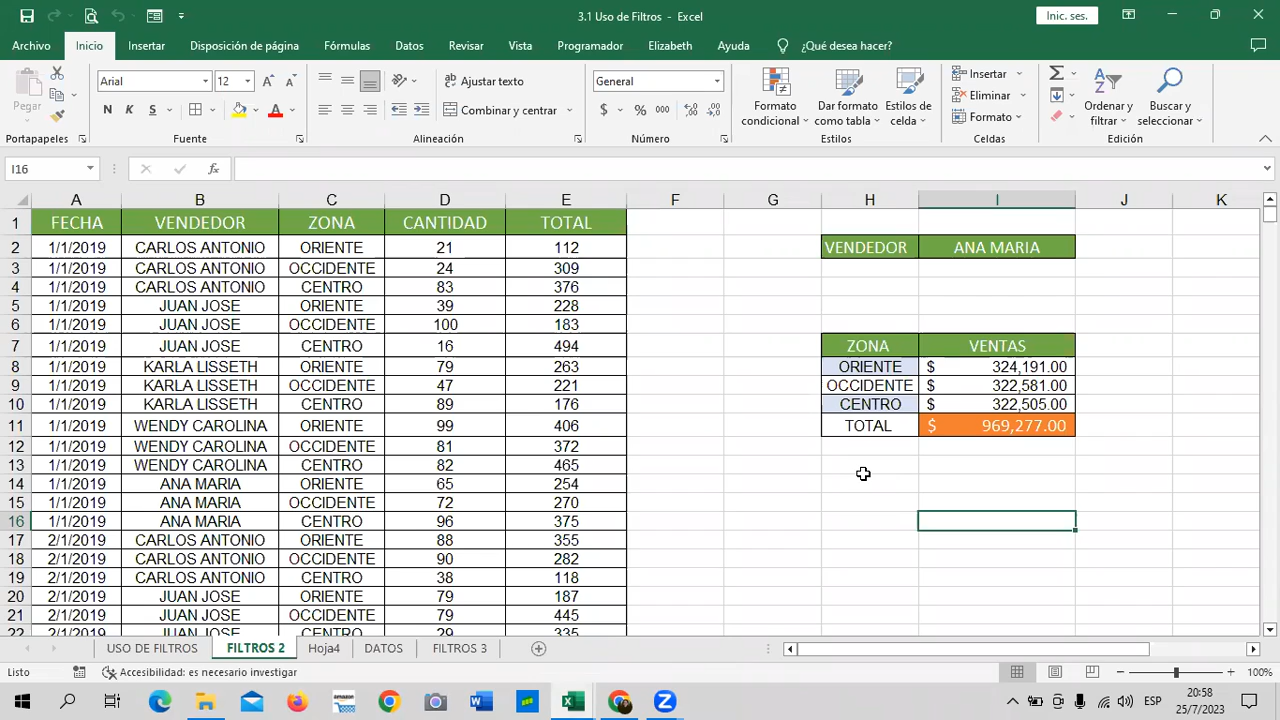 3.1 Uso de Filtros - Excel
Inic. ses.
Archivo Inicio Insertar Disposición de página Fórmulas Datos Revisar Vista Programador Elizabeth Ayuda ¿Qué desea hacer?
Pegar
Arial 12
N K S
Ajustar texto
Combinar y centrar
General
$ % 000
Formato condicional
Dar formato como tabla
Estilos de celda
Insertar
Eliminar
Formato
Ordenar y filtrar
Buscar y seleccionar
Portapapeles Fuente Alineación Número Estilos Celdas Edición
I16 fx
A B C D E F G H I J K
1 FECHA VENDEDOR ZONA CANTIDAD TOTAL
2 1/1/2019 CARLOS ANTONIO ORIENTE 21 112 VENDEDOR ANA MARIA
3 1/1/2019 CARLOS ANTONIO OCCIDENTE 24 309
4 1/1/2019 CARLOS ANTONIO CENTRO 83 376
5 1/1/2019 JUAN JOSE ORIENTE 39 228
6 1/1/2019 JUAN JOSE OCCIDENTE 100 183
7 1/1/2019 JUAN JOSE CENTRO 16 494 ZONA VENTAS
8 1/1/2019 KARLA LISSETH ORIENTE 79 263 ORIENTE $ 324,191.00
9 1/1/2019 KARLA LISSETH OCCIDENTE 47 221 OCCIDENTE $ 322,581.00
10 1/1/2019 KARLA LISSETH CENTRO 89 176 CENTRO $ 322,505.00
11 1/1/2019 WENDY CAROLINA ORIENTE 99 406 TOTAL $ 969,277.00
12 1/1/2019 WENDY CAROLINA OCCIDENTE 81 372
13 1/1/2019 WENDY CAROLINA CENTRO 82 465
14 1/1/2019 ANA MARIA ORIENTE 65 254
15 1/1/2019 ANA MARIA OCCIDENTE 72 270
16 1/1/2019 ANA MARIA CENTRO 96 375
17 2/1/2019 CARLOS ANTONIO ORIENTE 88 355
18 2/1/2019 CARLOS ANTONIO OCCIDENTE 90 282
19 2/1/2019 CARLOS ANTONIO CENTRO 38 118
20 2/1/2019 JUAN JOSE ORIENTE 79 187
21 2/1/2019 JUAN JOSE OCCIDENTE 79 445
22 2/1/2019 JUAN JOSE CENTRO 29 335
USO DE FILTROS FILTROS 2 Hoja4 DATOS FILTROS 3
Listo Accesibilidad: es necesario investigar 100%
ESP
20:58
25/7/2023